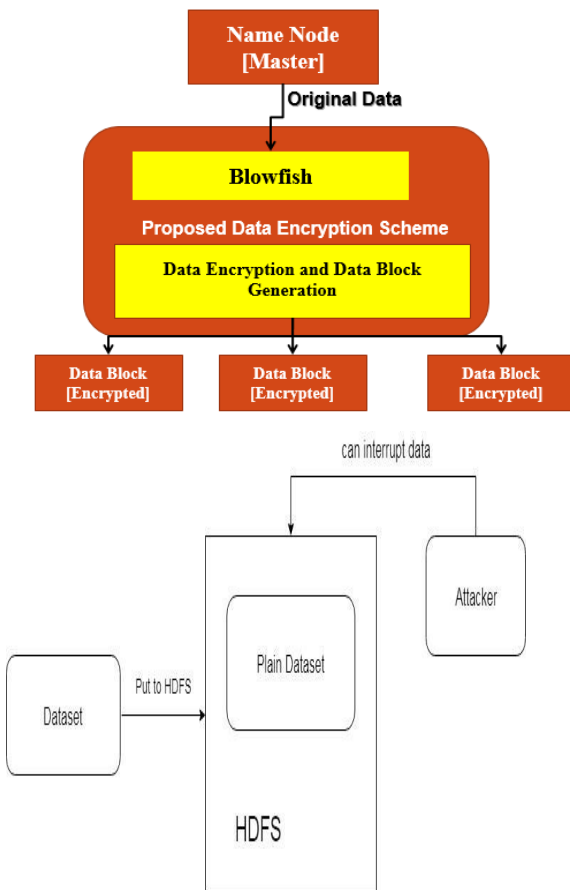 Name Node
[Master]
Original Data
Blowfish
Proposed Data Encryption Scheme
Data Encryption and Data Block
Generation
Data Block
[Encrypted]
Data Block
[Encrypted]
Data Block
[Encrypted]
can interrupt data
Attacker
Plain Dataset
Put to HDFS
Dataset
HDFS